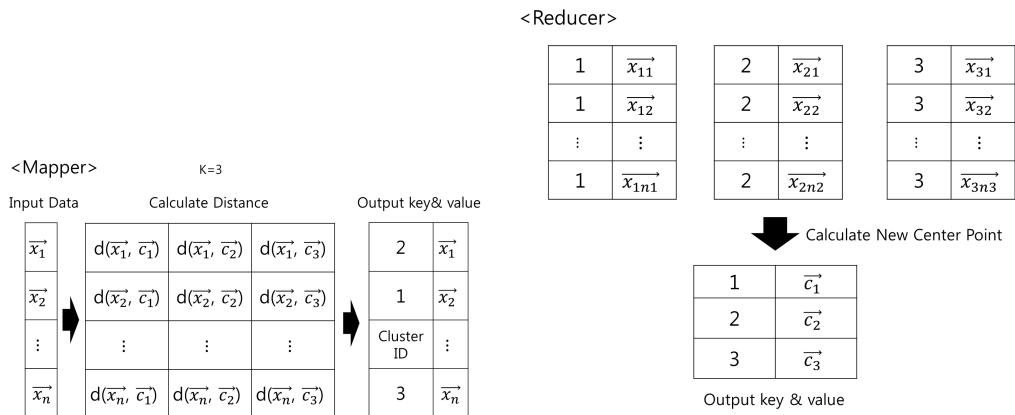 <Mapper>
K=3
Input Data
Calculate Distance
Output key& value
x₁
d(x₁, c₁) d(x₁, c₂) d(x₁, c₃)
2 x₁
x₂
d(x₂, c₁) d(x₂, c₂) d(x₂, c₃)
1 x₂
⋮
⋮ ⋮ ⋮
Cluster
ID
⋮
xₙ
d(xₙ, c₁) d(xₙ, c₂) d(xₙ, c₃)
3 xₙ
<Reducer>
1 x₁₁
1 x₁₂
⋮ ⋮
1 x₁ₙ₁
2 x₂₁
2 x₂₂
⋮ ⋮
2 x₂ₙ₂
3 x₃₁
3 x₃₂
⋮ ⋮
3 x₃ₙ₃
Calculate New Center Point
1 c₁
2 c₂
3 c₃
Output key & value